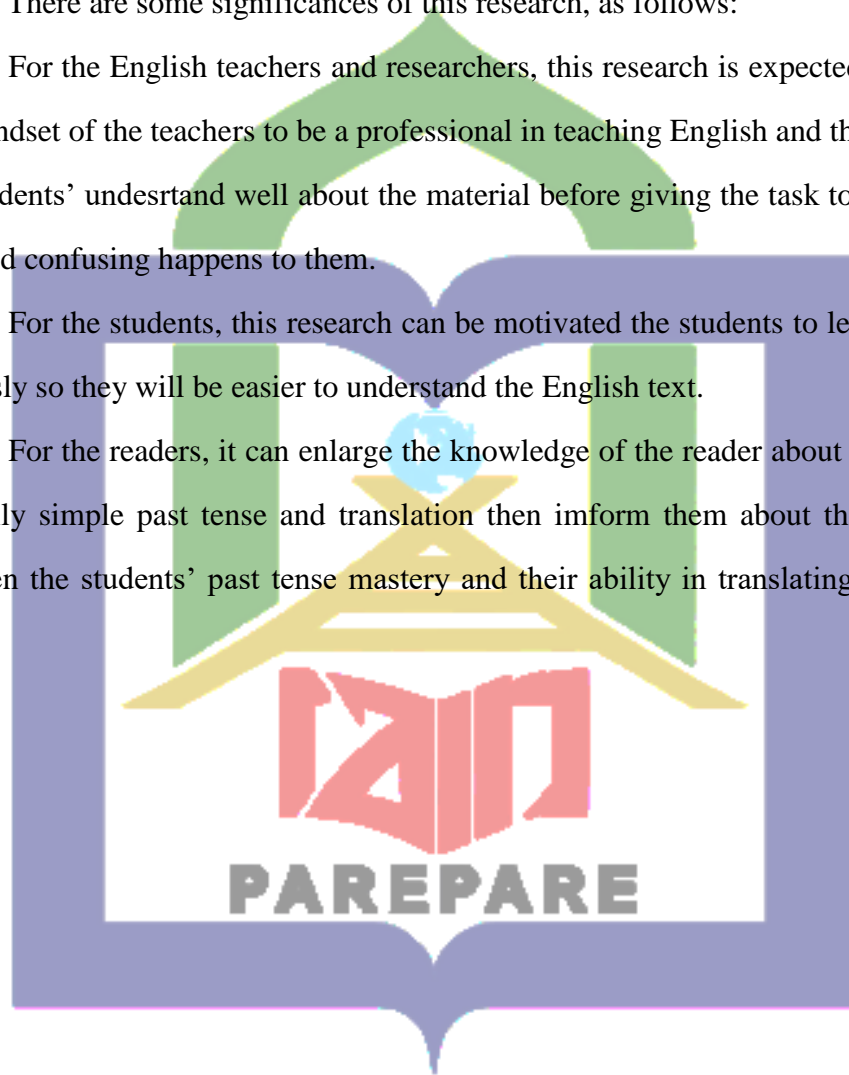 There are some significances of this research, as follows:
For the English teachers and researchers, this research is expected
ndset of the teachers to be a professional in teaching English and th
dents’ undesrtand well about the material before giving the task to
d confusing happens to them.
For the students, this research can be motivated the students to le
sly so they will be easier to understand the English text.
For the readers, it can enlarge the knowledge of the reader about
ly simple past tense and translation then imform them about th
en the students’ past tense mastery and their ability in translating
iain
PAREPARE